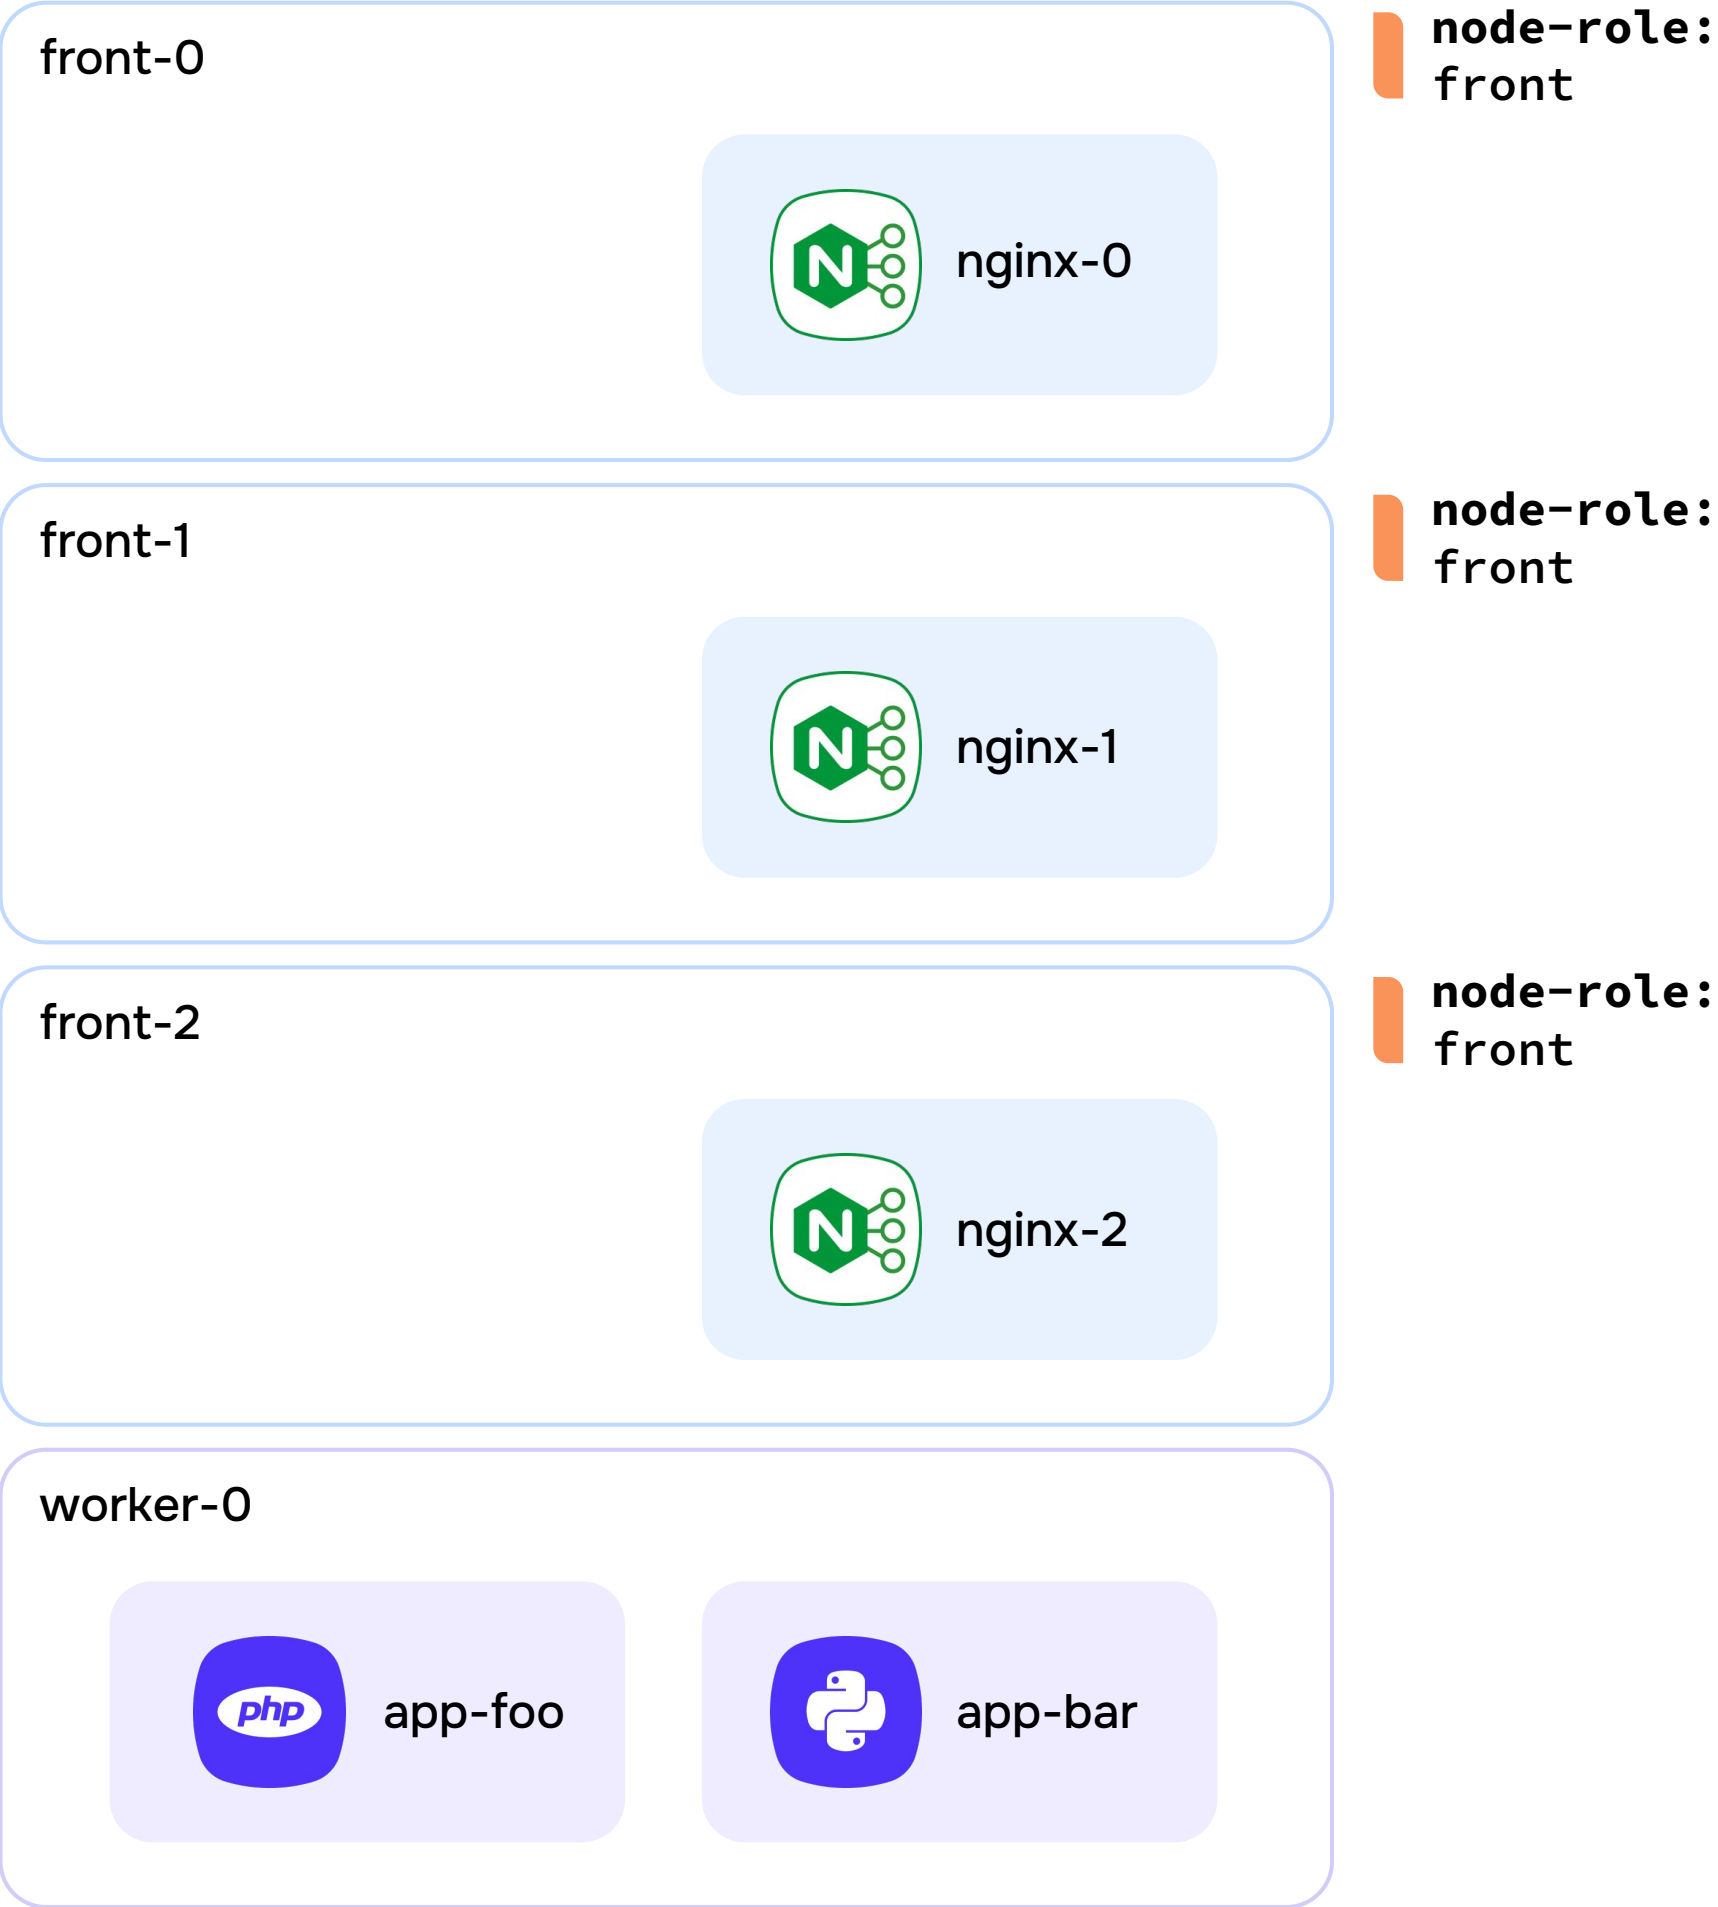 front-0
node-role:
front
N
nginx-0
front-1
node-role:
front
N
nginx-1
front-2
node-role:
front
N
nginx-2
worker-0
php
app-foo
app-bar